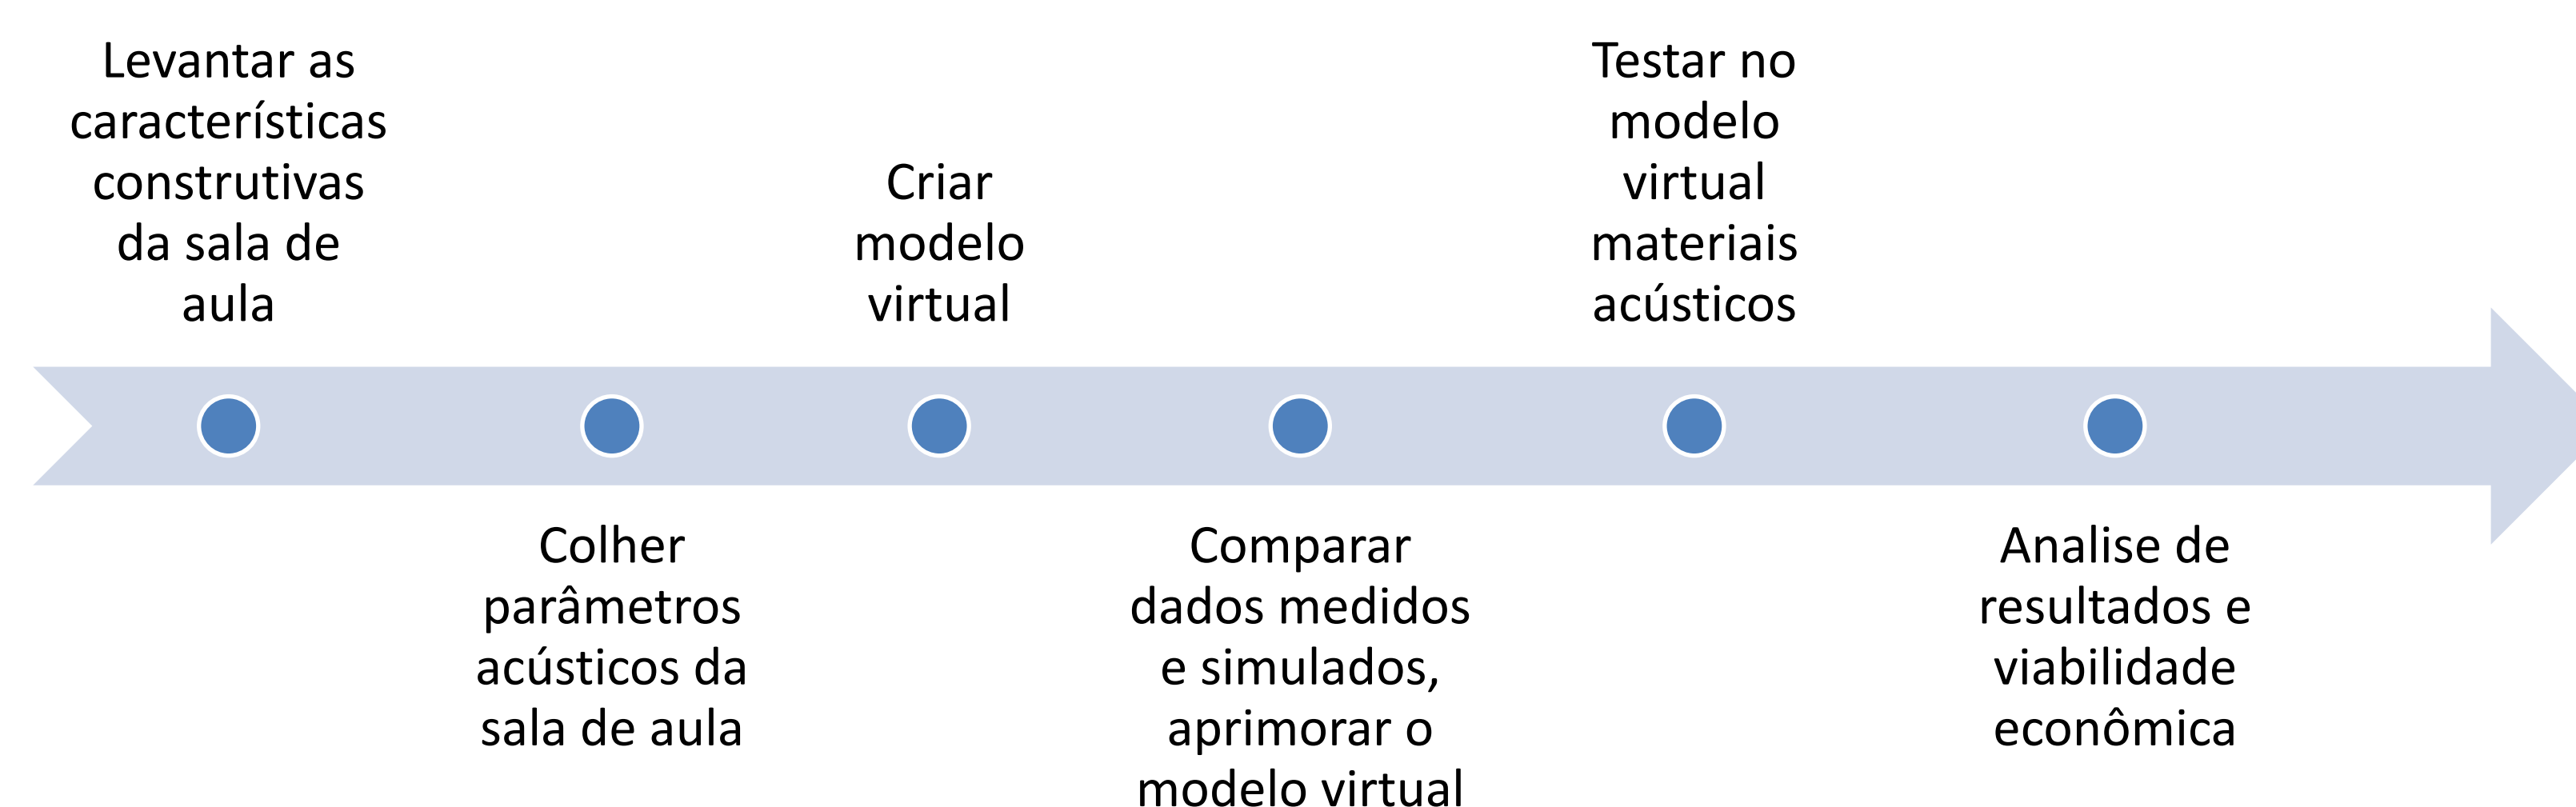 Levantar as
características
construtivas
da sala de
aula
Colher
parâmetros
acústicos da
sala de aula
Criar
modelo
virtual
Comparar
dados medidos
e simulados,
aprimorar o
modelo virtual
Testar no
modelo
virtual
materiais
acústicos
Analise de
resultados e
viabilidade
econômica